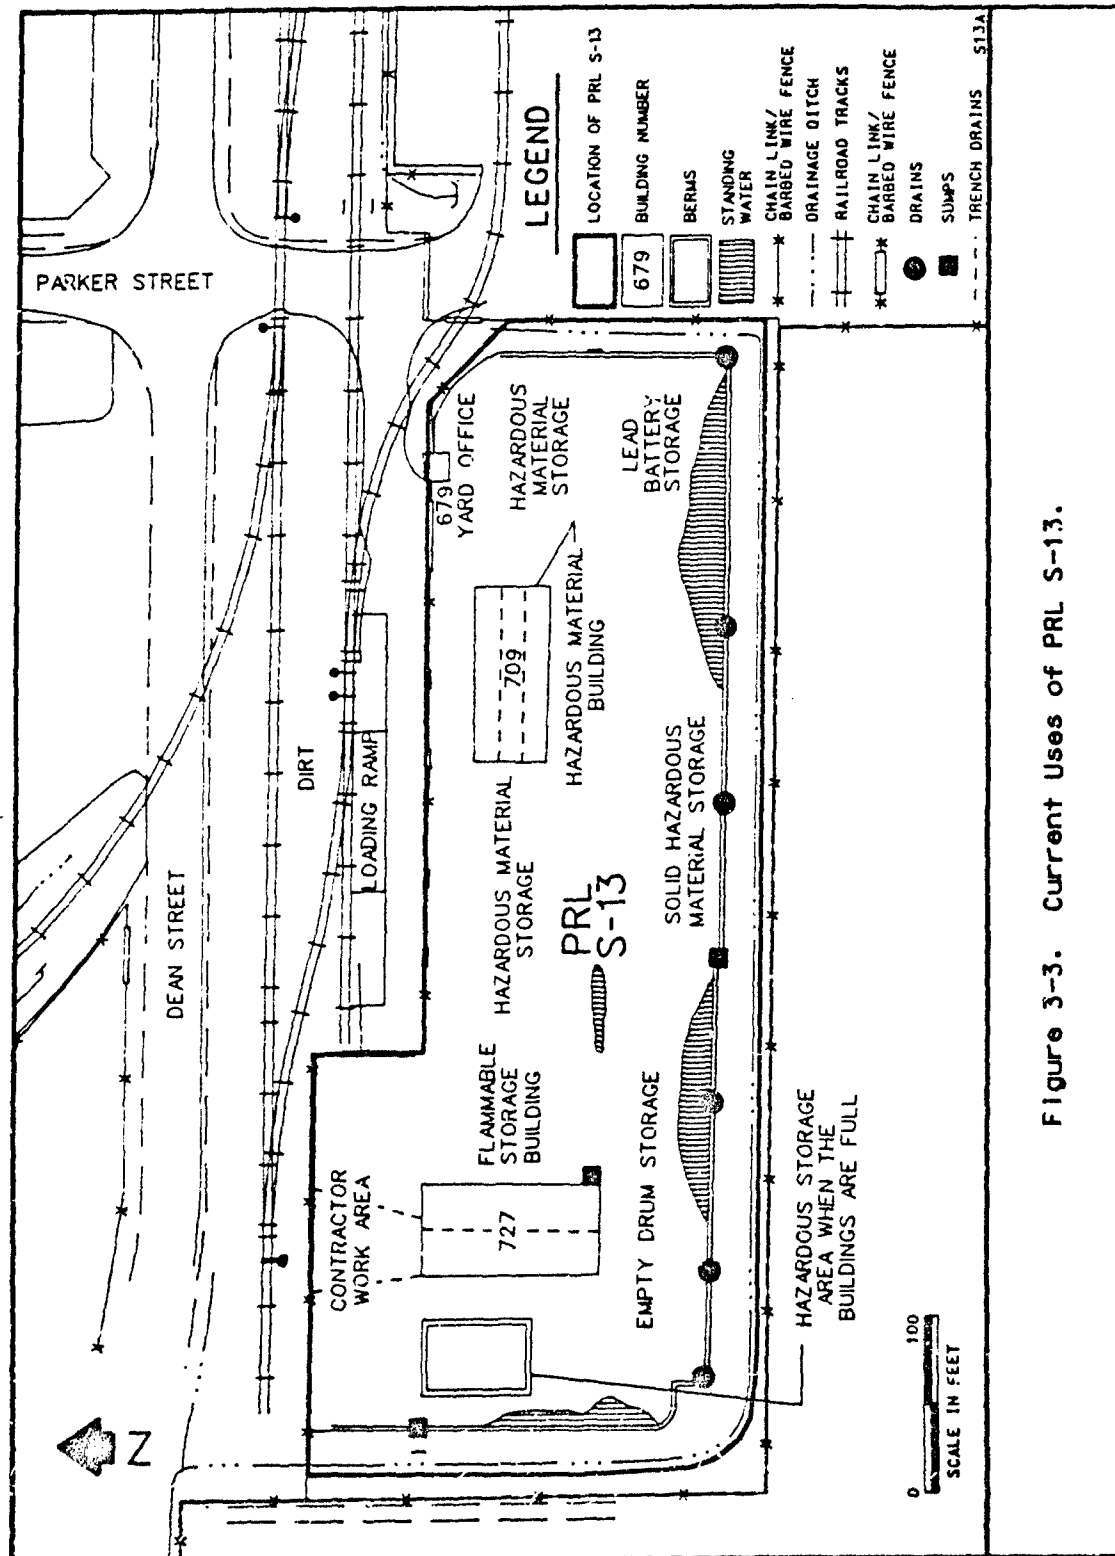 PARKER STREET
DEAN STREET
DIRT
LOADING RAMP
679
YARD OFFICE
HAZARDOUS
MATERIAL
STORAGE
LEAD
BATTERY
STORAGE
709
HAZARDOUS MATERIAL
BUILDING
HAZARDOUS MATERIAL
STORAGE
PRL
S-13
SOLID HAZARDOUS
MATERIAL STORAGE
FLAMMABLE
STORAGE
BUILDING
CONTRACTOR
WORK AREA
727
EMPTY DRUM STORAGE
HAZARDOUS STORAGE
AREA WHEN THE
BUILDINGS ARE FULL
N
0 100
SCALE IN FEET
LEGEND
LOCATION OF PRL S-13
679 BUILDING NUMBER
BERMS
STANDING
WATER
CHAIN LINK/
BARBED WIRE FENCE
DRAINAGE DITCH
RAILROAD TRACKS
CHAIN LINK/
BARBED WIRE FENCE
DRAINS
SUMPS
TRENCH DRAINS
S13A
Figure 3-3. Current Uses of PRL S-13.